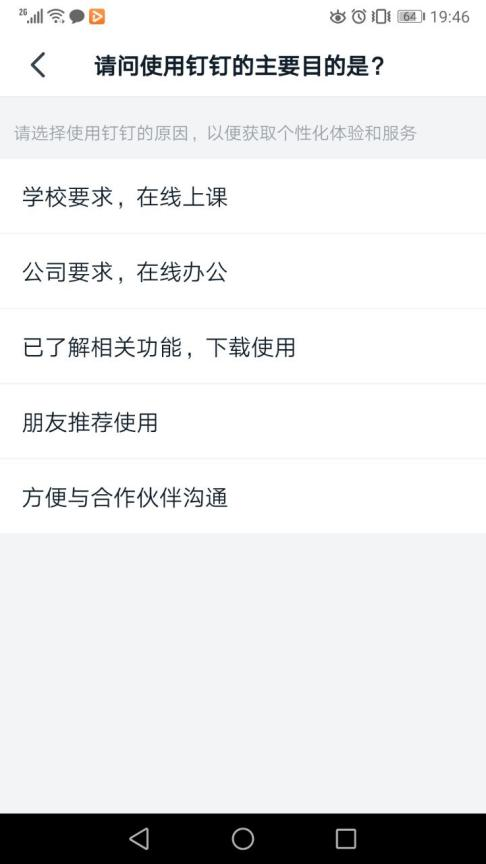 2G 64 19:46
请问使用钉钉的主要目的是？
请选择使用钉钉的原因，以便获取个性化体验和服务
学校要求，在线上课
公司要求，在线办公
已了解相关功能，下载使用
朋友推荐使用
方便与合作伙伴沟通